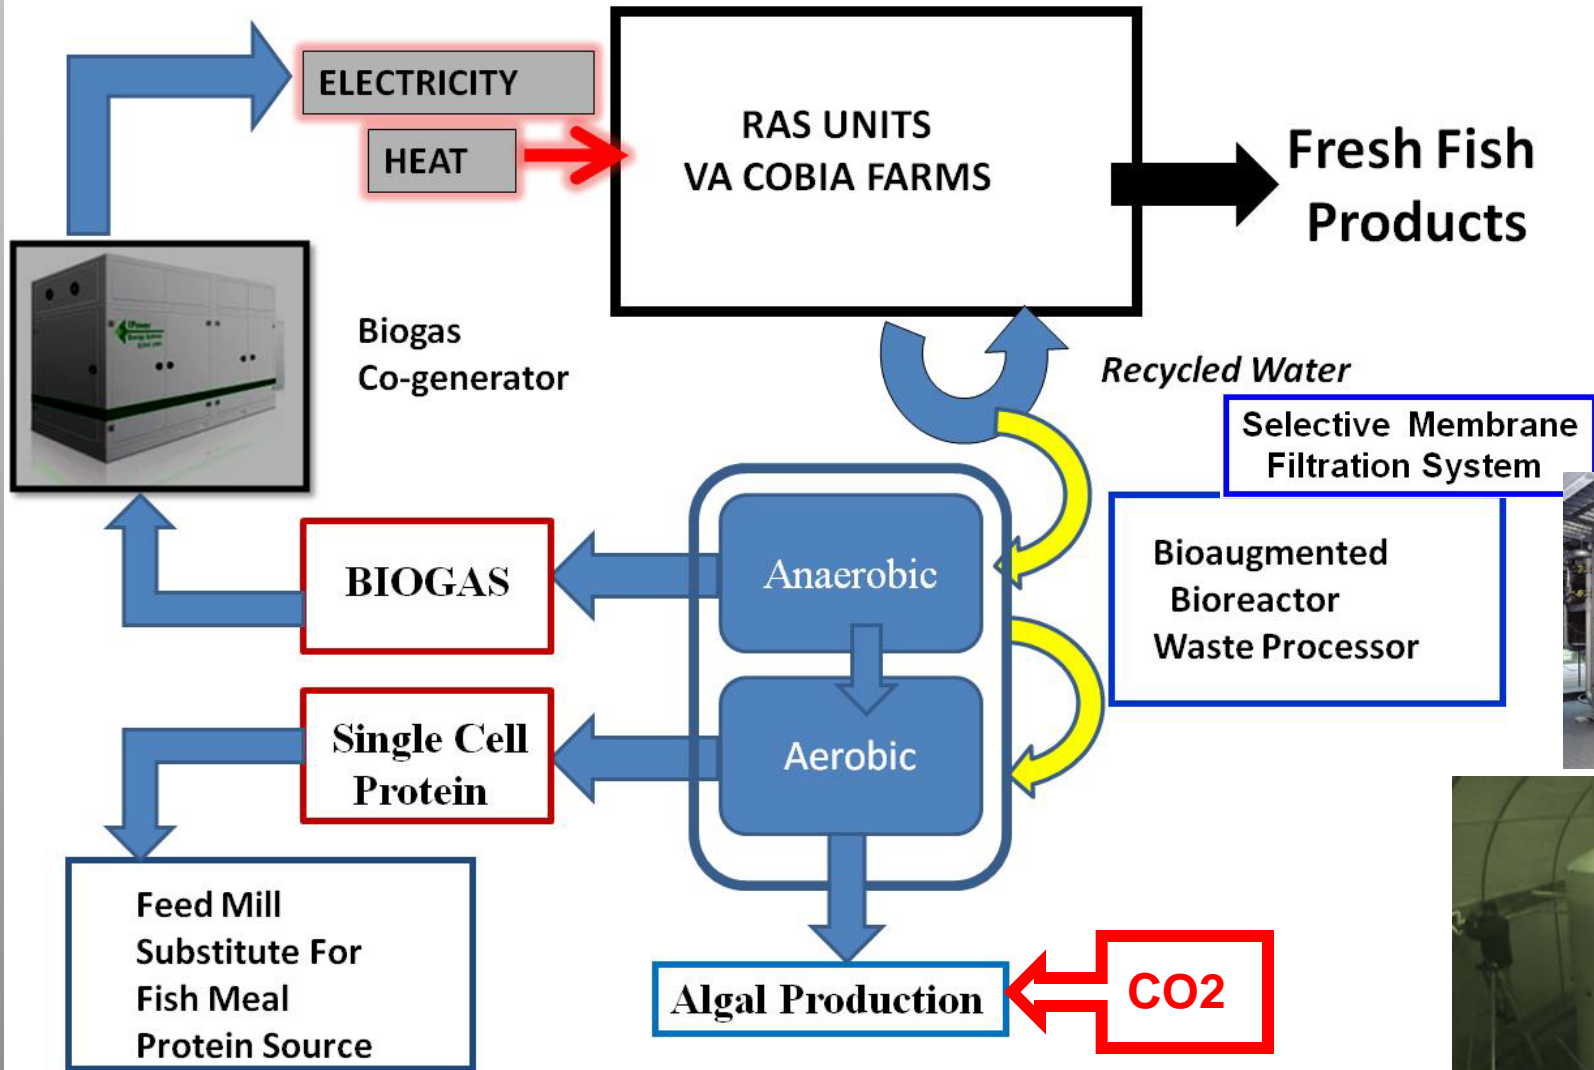 ELECTRICITY
HEAT
RAS UNITS
VA COBIA FARMS
Fresh Fish
Products
Biogas
Co-generator
Recycled Water
Selective Membrane
Filtration System
Bioaugmented
Bioreactor
Waste Processor
Anaerobic
BIOGAS
Aerobic
Single Cell
Protein
Feed Mill
Substitute For
Fish Meal
Protein Source
Algal Production
CO2